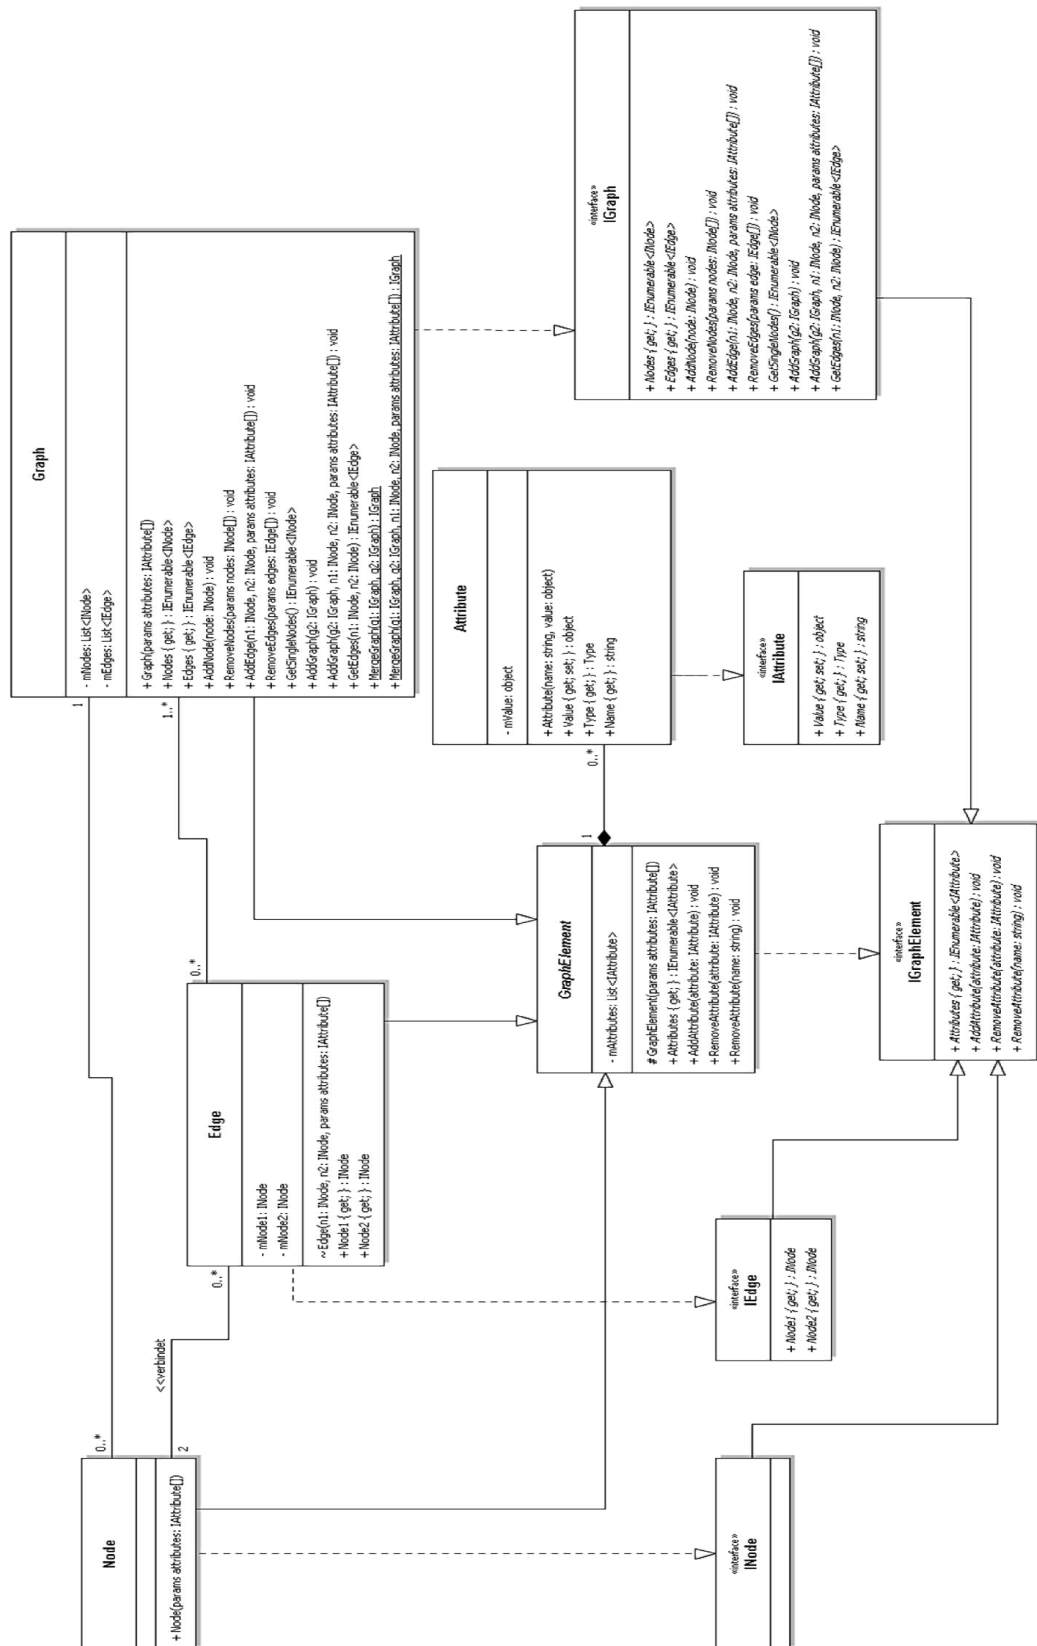 Node
+ Node(params attributes: IAttribute[])
0..*
2
<<verbindet
0..*
Edge
- mNode1: INode
- mNode2: INode
~ Edge(n1: INode, n2: INode, params attributes: IAttribute[])
+ Node1 { get; } : INode
+ Node2 { get; } : INode
0..*
1
1..*
Graph
- mNodes: List<INode>
- mEdges: List<IEdge>
+ Graph(params attributes: IAttribute[])
+ Nodes { get; } : IEnumerable<INode>
+ Edges { get; } : IEnumerable<IEdge>
+ AddNode(node: INode) : void
+ RemoveNodes(params nodes: INode[]) : void
+ AddEdge(n1: INode, n2: INode, params attributes: IAttribute[]) : void
+ RemoveEdges(params edges: IEdge[]) : void
+ GetSingleNodes() : IEnumerable<INode>
+ AddGraph(g2: IGraph) : void
+ AddGraph(g2: IGraph, n1: INode, n2: INode, params attributes: IAttribute[]) : void
+ GetEdges(n1: INode, n2: INode) : IEnumerable<IEdge>
+ MergeGraph(g1: IGraph, g2: IGraph) : IGraph
+ MergeGraph(g1: IGraph, g2: IGraph, n1: INode, n2: INode, params attributes: IAttribute[]) : IGraph
GraphElement
- mAttributes: List<IAttribute>
# GraphElement(params attributes: IAttribute[])
+ Attributes { get; } : IEnumerable<IAttribute>
+ AddAttribute(attribute: IAttribute) : void
+ RemoveAttribute(attribute: IAttribute) : void
+ RemoveAttribute(name: string) : void
1
0..*
Attribute
- mValue: object
+ Attribute(name: string, value: object)
+ Value { get; set; } : object
+ Type { get; } : Type
+ Name { get; } : string
«interface»
INode
«interface»
IEdge
+ Node1 { get; } : INode
+ Node2 { get; } : INode
«interface»
IGraphElement
+ Attributes { get; } : IEnumerable<IAttribute>
+ AddAttribute(attribute: IAttribute) : void
+ RemoveAttribute(attribute: IAttribute) : void
+ RemoveAttribute(name: string) : void
«interface»
IAttribute
+ Value { get; set; } : object
+ Type { get; } : Type
+ Name { get; set; } : string
«interface»
IGraph
+ Nodes { get; } : IEnumerable<INode>
+ Edges { get; } : IEnumerable<IEdge>
+ AddNode(node: INode) : void
+ RemoveNodes(params nodes: INode[]) : void
+ AddEdge(n1: INode, n2: INode, params attributes: IAttribute[]) : void
+ RemoveEdges(params edge: IEdge[]) : void
+ GetSingleNodes() : IEnumerable<INode>
+ AddGraph(g2: IGraph) : void
+ AddGraph(g2: IGraph, n1: INode, n2: INode, params attributes: IAttribute[]) : void
+ GetEdges(n1: INode, n2: INode) : IEnumerable<IEdge>